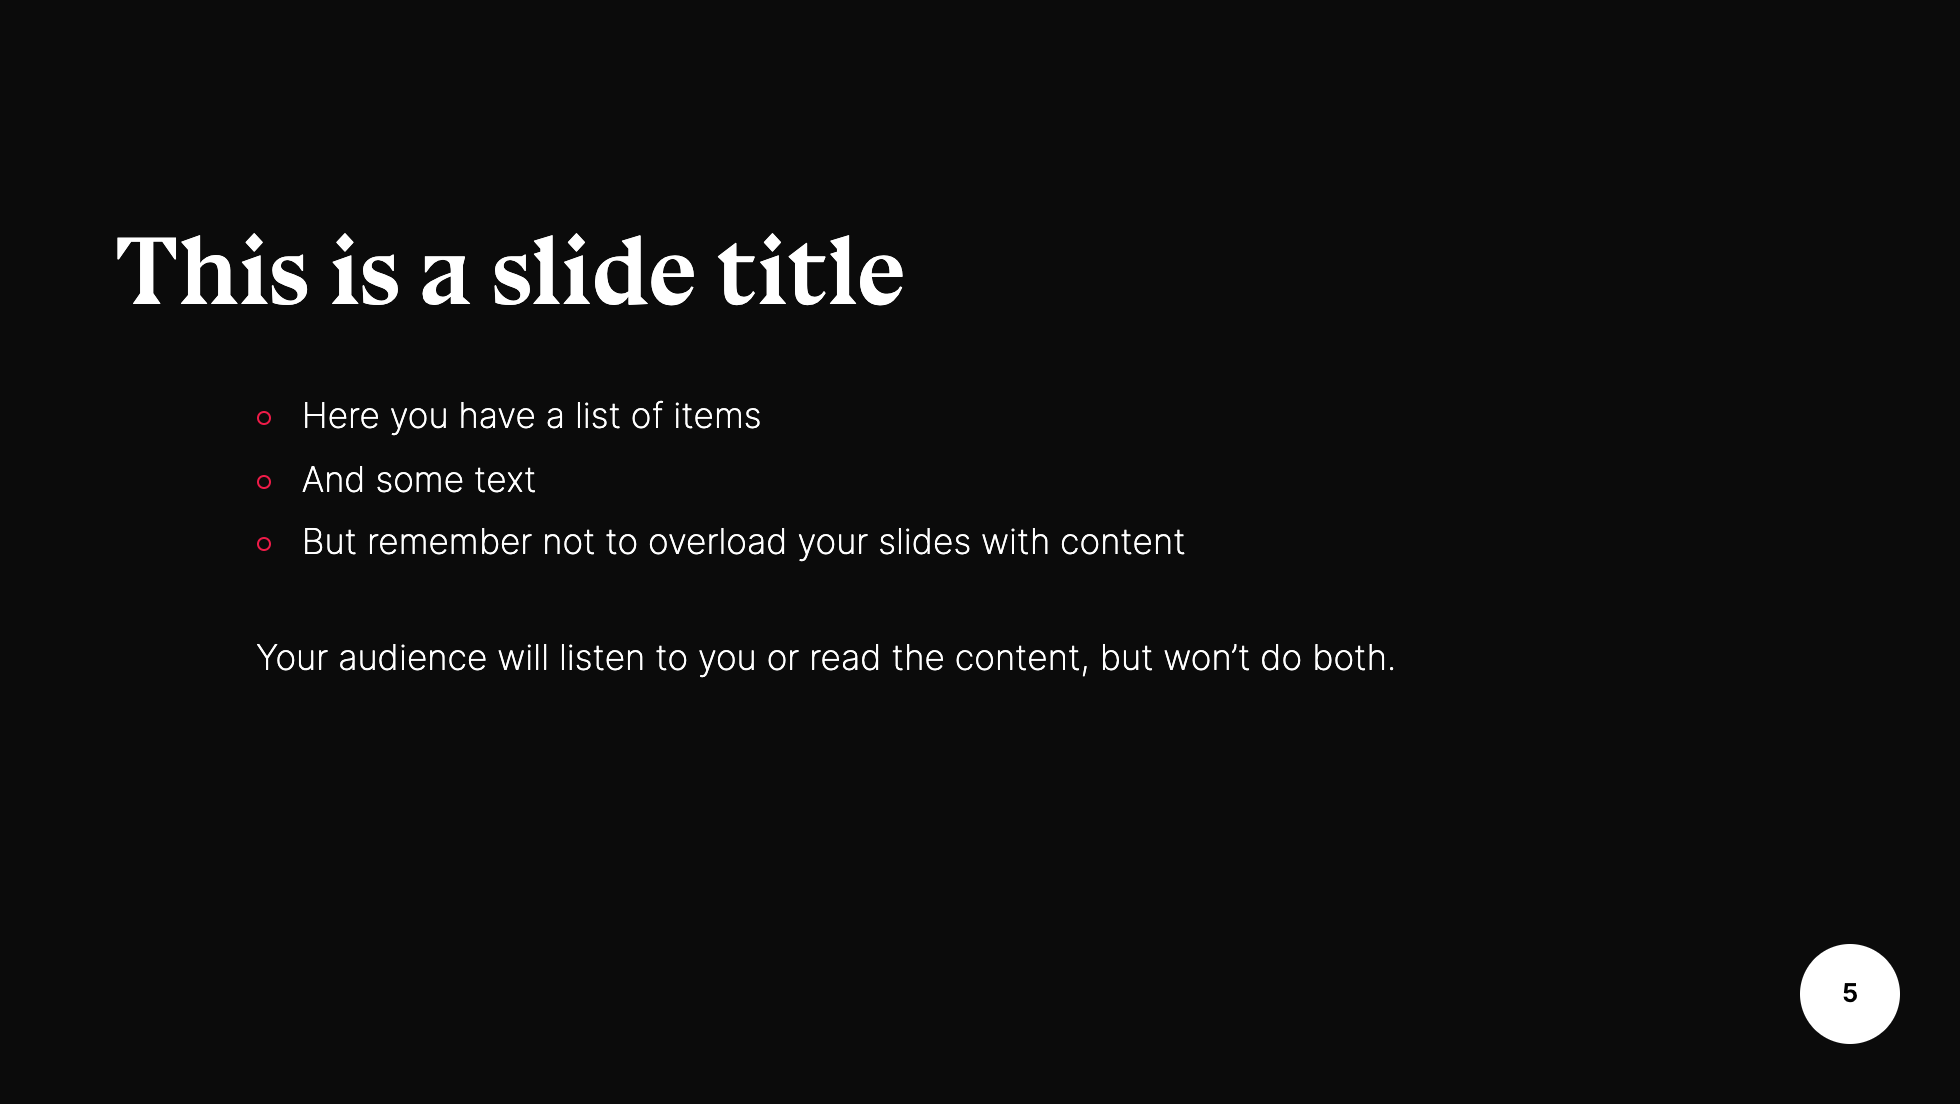 This is a slide title
Here you have a list of items
And some text
But remember not to overload your slides with content
Your audience will listen to you or read the content, but won’t do both.
5